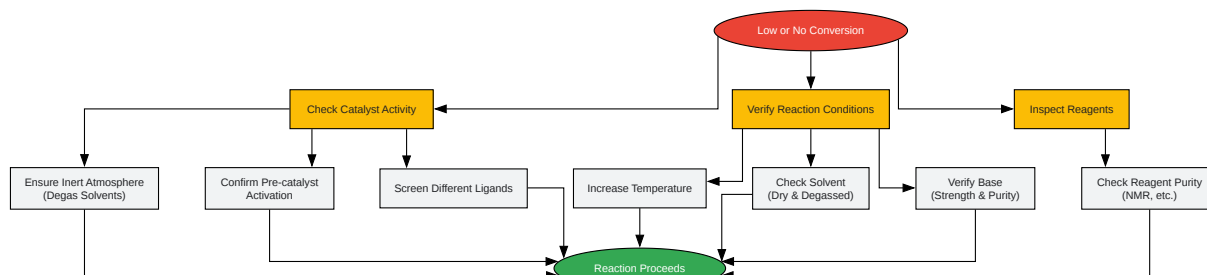 Low or No Conversion
Check Catalyst Activity
Verify Reaction Conditions
Inspect Reagents
Ensure Inert Atmosphere
(Degas Solvents)
Confirm Pre-catalyst
Activation
Screen Different Ligands
Increase Temperature
Check Solvent
(Dry & Degassed)
Verify Base
(Strength & Purity)
Check Reagent Purity
(NMR, etc.)
Reaction Proceeds